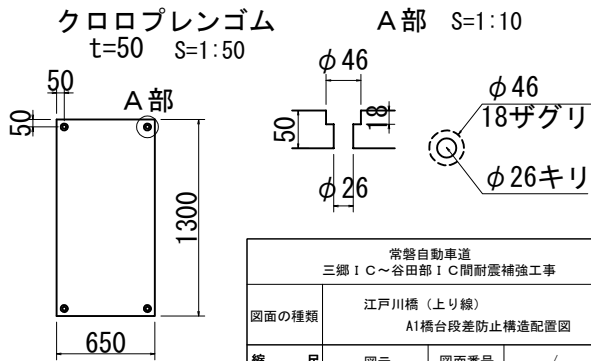 クロロプレンゴム
t=50 S=1:50
A部 S=1:10
50
50
A部
1300
650
φ46
50
18
φ26
φ46
18ザグリ
φ26キリ
常磐自動車道
三郷IC～谷田部IC間耐震補強工事
図面の種類
江戸川橋（上り線）
A1橋台段差防止構造配置図
縮 尺
図示
図面番号
/